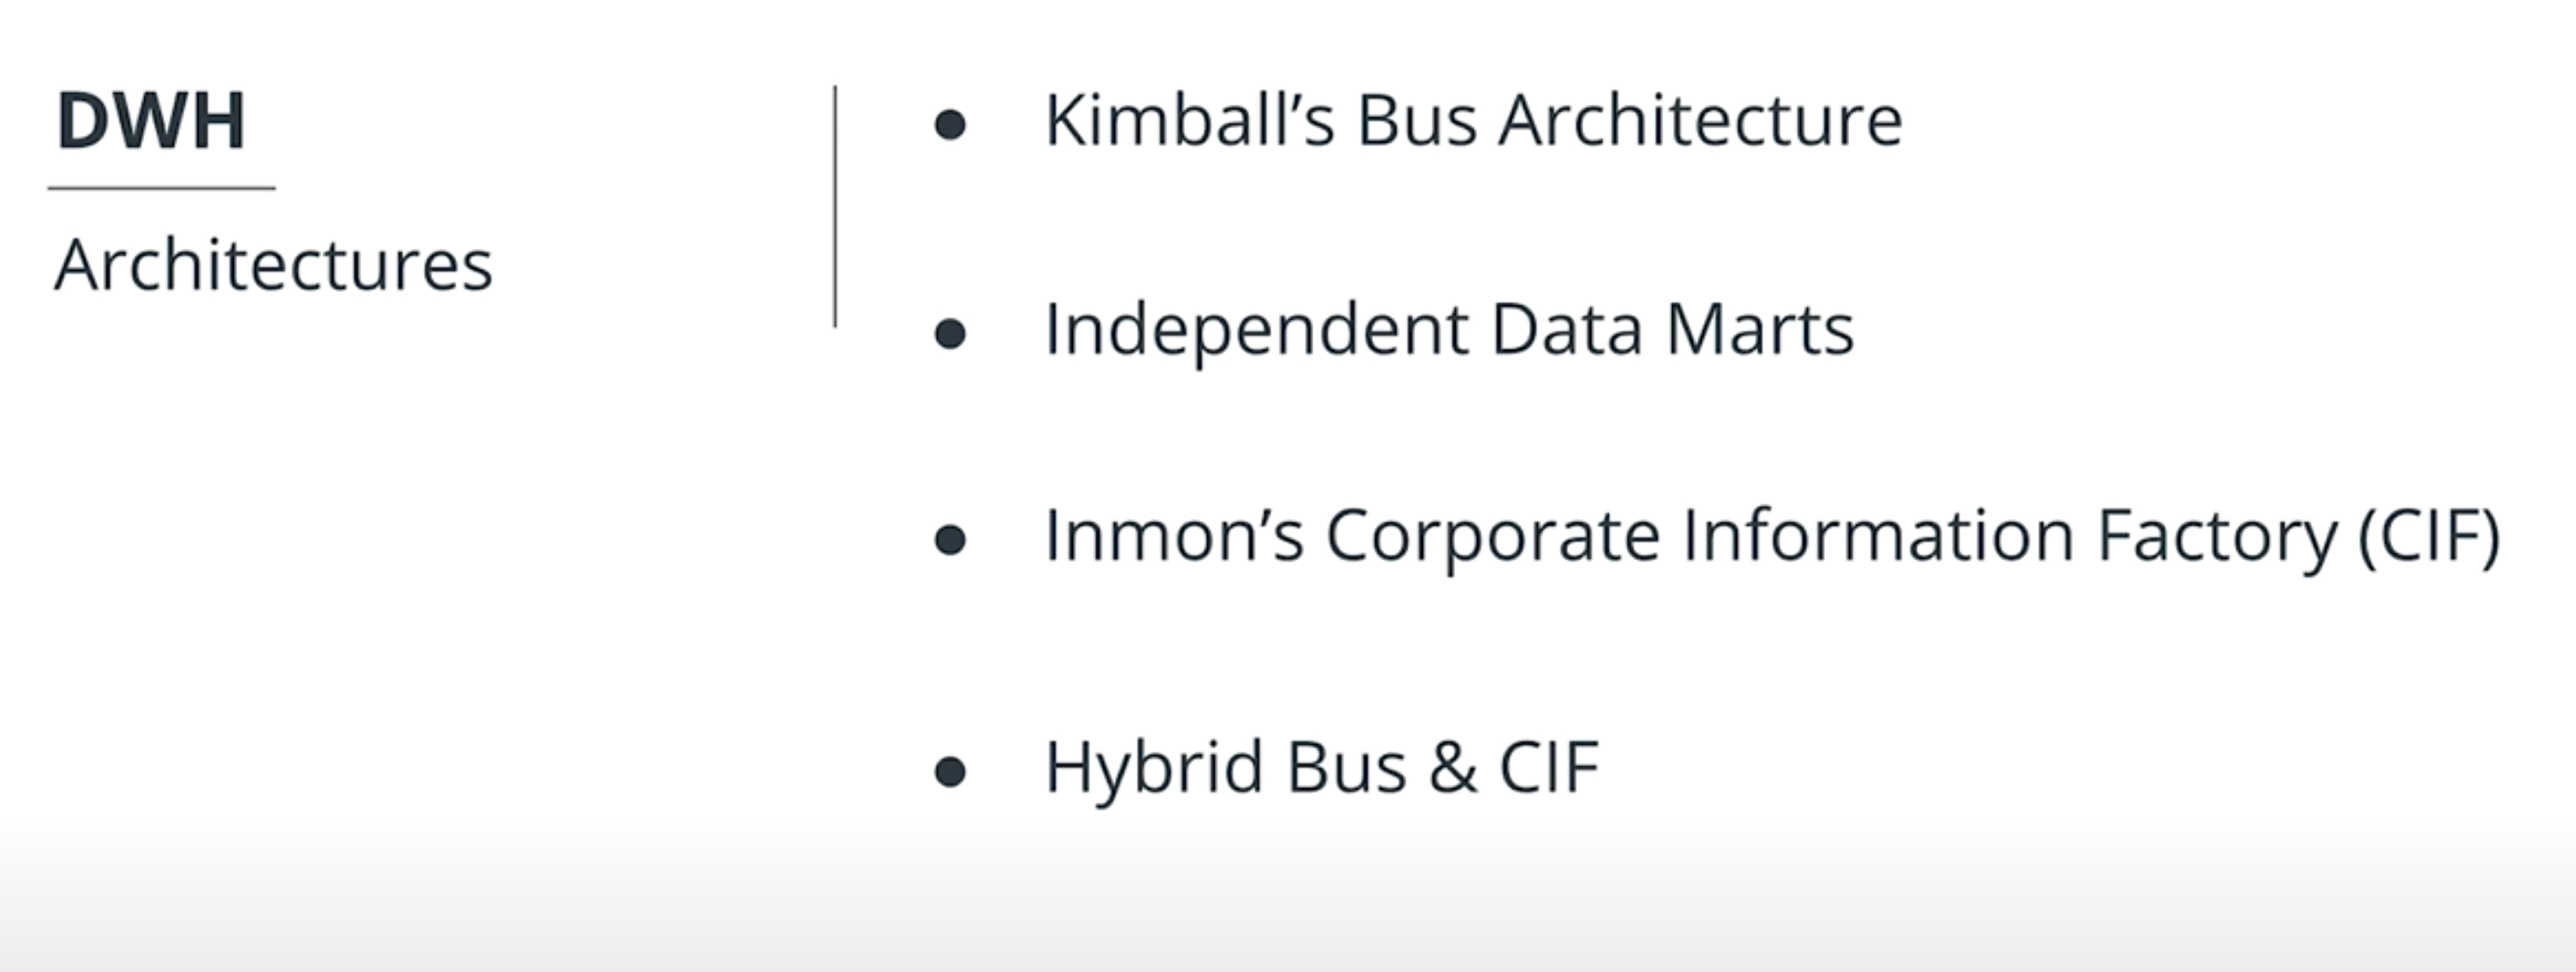 DWH
Architectures
Kimball’s Bus Architecture
Independent Data Marts
Inmon’s Corporate Information Factory (CIF)
Hybrid Bus & CIF